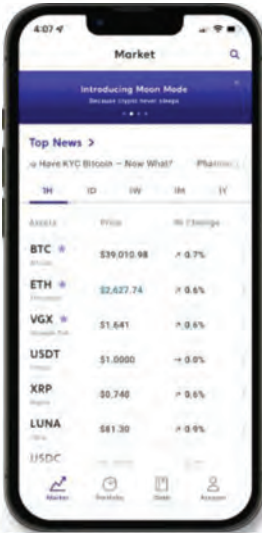 4:07
Market
Introducing Moon Mode
Because crypto never sleeps
Top News >
Have KYC Bitcoin — Now What?
1H 1D 1W 1M 1Y
Assets Price 1H Change
BTC $39,010.98 ↗ 0.7%
Bitcoin
ETH $2,627.74 ↗ 0.6%
Ethereum
VGX $1.641 ↗ 0.6%
USDT $1.0000 → 0.0%
XRP $0.740 ↗ 0.6%
LUNA $81.30 ↗ 0.9%
USDC
Market Portfolio Account